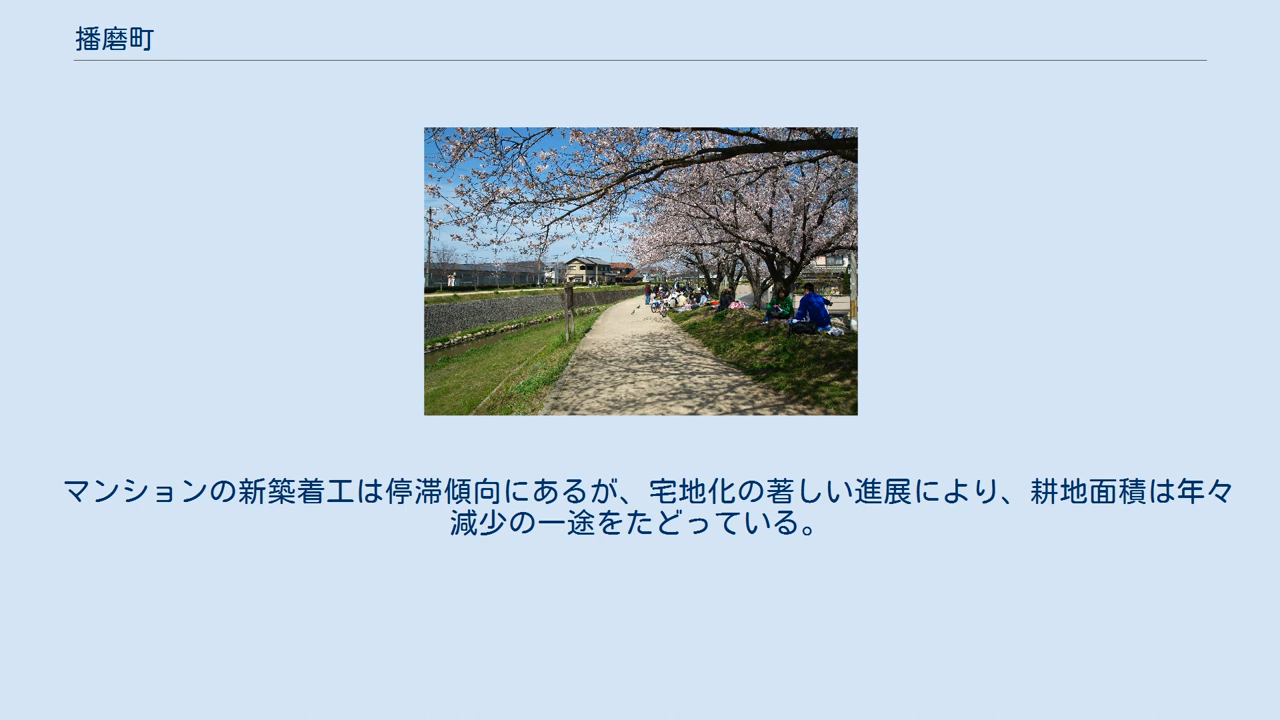 播磨町
マンションの新築着工は停滞傾向にあるが、宅地化の著しい進展により、耕地面積は年々
減少の一途をたどっている。